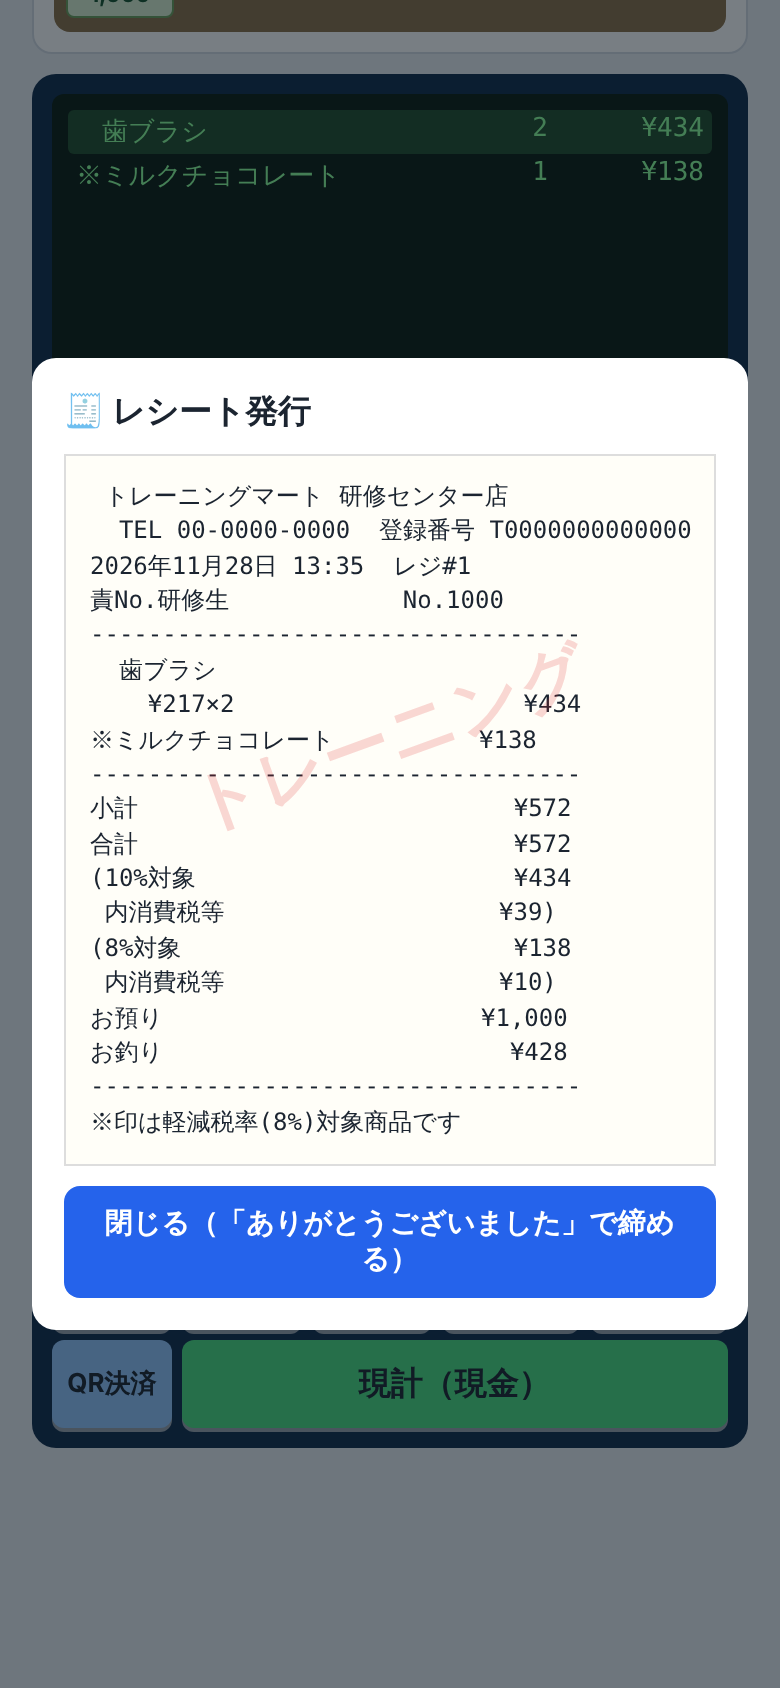 歯ブラシ 2 ¥434
※ミルクチョコレート 1 ¥138
🧾 レシート発行
トレーニングマート 研修センター店
TEL 00-0000-0000 登録番号 T0000000000000
2026年11月28日 13:35 レジ#1
責No.研修生 No.1000
----------------------------------
歯ブラシ
¥217×2 ¥434
※ミルクチョコレート ¥138
----------------------------------
トレーニング
小計 ¥572
合計 ¥572
(10%対象 ¥434
内消費税等 ¥39)
(8%対象 ¥138
内消費税等 ¥10)
お預り ¥1,000
お釣り ¥428
----------------------------------
※印は軽減税率(8%)対象商品です
閉じる（「ありがとうございました」で締め
る）
QR決済 現計（現金）